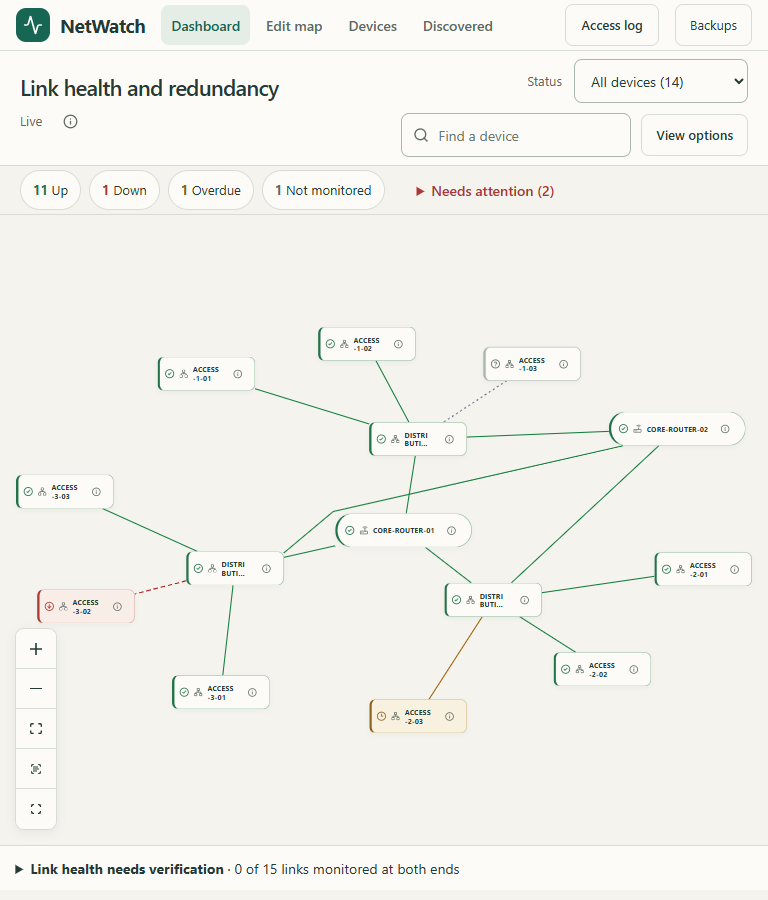 NetWatch
Dashboard
Edit map
Devices
Discovered
Access log
Backups
Link health and redundancy
Status
All devices (14)
Live
Find a device
View options
11 Up
1 Down
1 Overdue
1 Not monitored
▶ Needs attention (2)
ACCESS
-1-02
ACCESS
-1-03
ACCESS
-1-01
DISTRI
BUTI...
CORE-ROUTER-02
ACCESS
-3-03
CORE-ROUTER-01
DISTRI
BUTI...
ACCESS
-2-01
DISTRI
BUTI...
ACCESS
-3-02
ACCESS
-2-02
ACCESS
-3-01
ACCESS
-2-03
▶ Link health needs verification · 0 of 15 links monitored at both ends